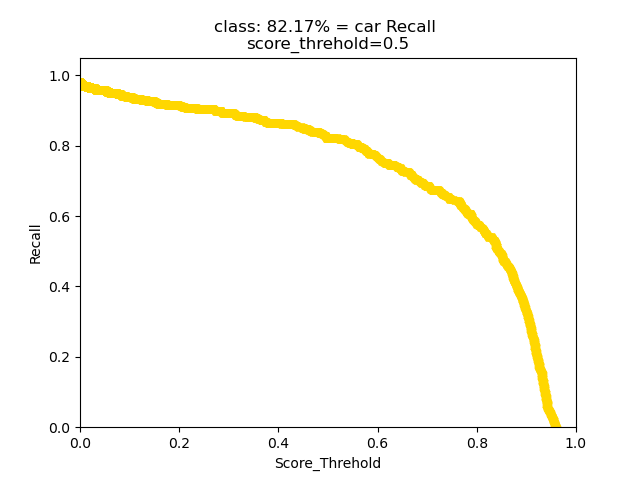 class: 82.17% = car Recall
score_threhold=0.5
1.0
0.8
0.6
0.4
0.2
0.0
Recall
0.0 0.2 0.4 0.6 0.8 1.0
Score_Threhold